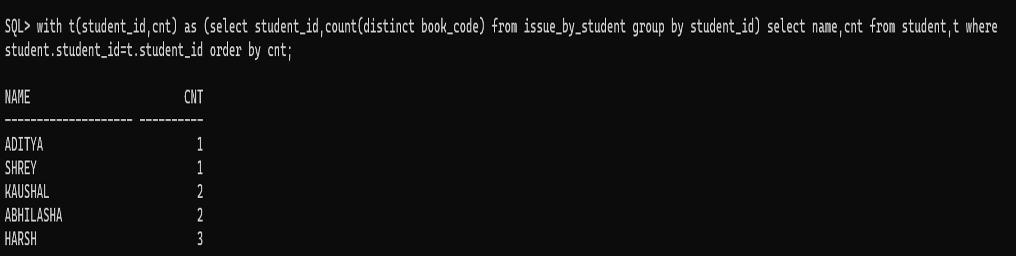 SQL> with t(student_id,cnt) as (select student_id,count(distinct book_code) from issue_by_student group by student_id) select name,cnt from student,t where
student.student_id=t.student_id order by cnt;
NAME CNT
-------------------- ----------
ADITYA 1
SHREY 1
KAUSHAL 2
ABHILASHA 2
HARSH 3